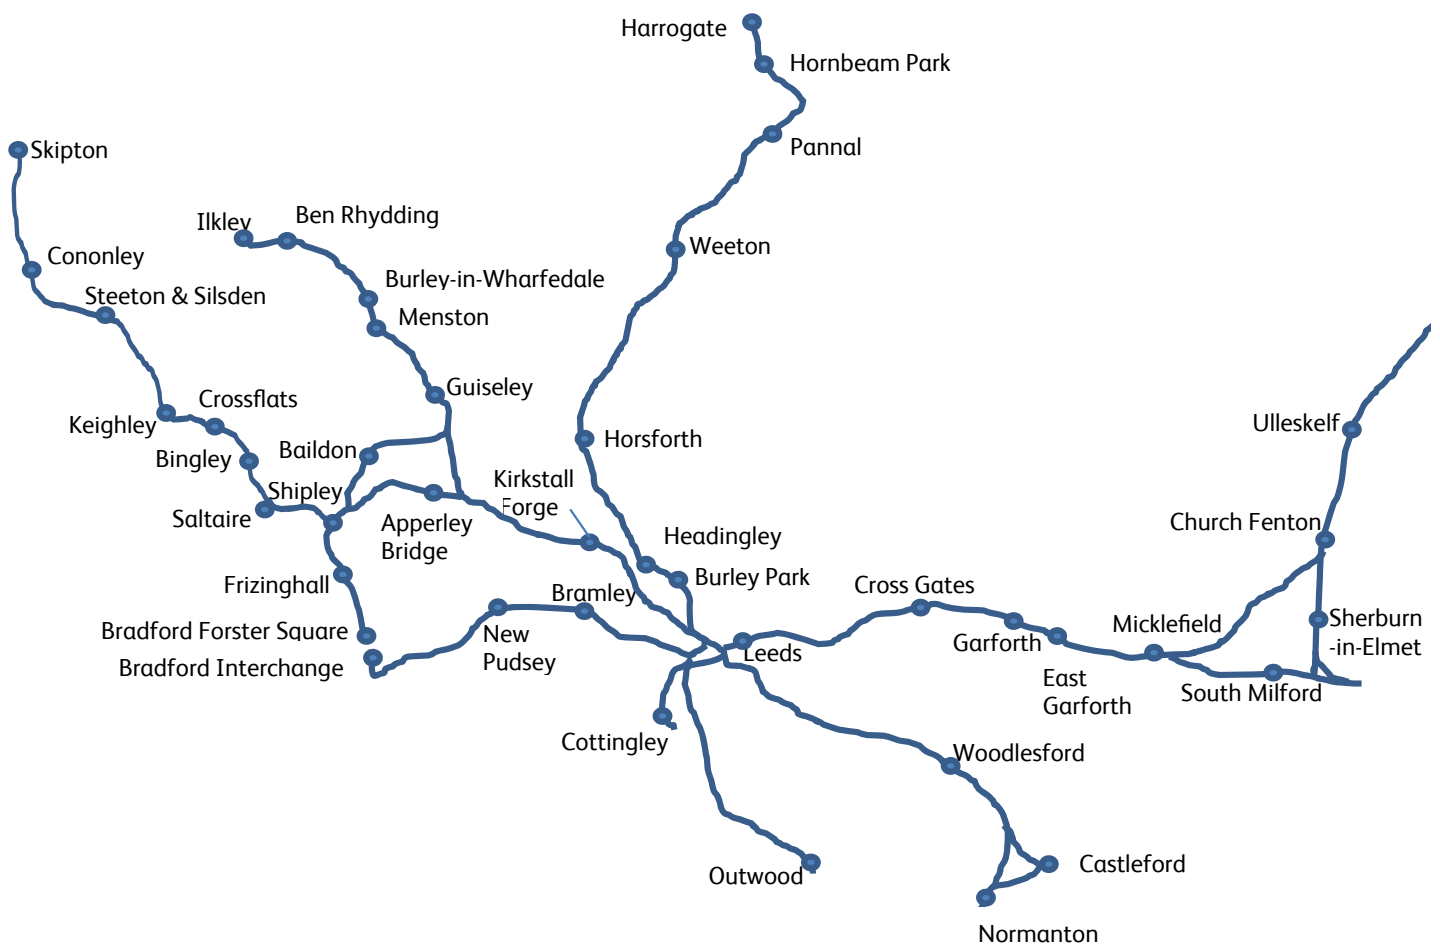 Harrogate
Hornbeam Park
Pannal
Skipton
Ilkley
Ben Rhydding
Weeton
Cononley
Burley-in-Wharfedale
Steeton & Silsden
Menston
Guiseley
Crossflats
Keighley
Ulleskelf
Horsforth
Baildon
Bingley
Kirkstall
Forge
Shipley
Saltaire
Apperley
Bridge
Church Fenton
Headingley
Burley Park
Frizinghall
Cross Gates
Bramley
Sherburn
-in-Elmet
Micklefield
Bradford Forster Square
New
Pudsey
Garforth
Leeds
Bradford Interchange
East
Garforth
South Milford
Cottingley
Woodlesford
Castleford
Outwood
Normanton